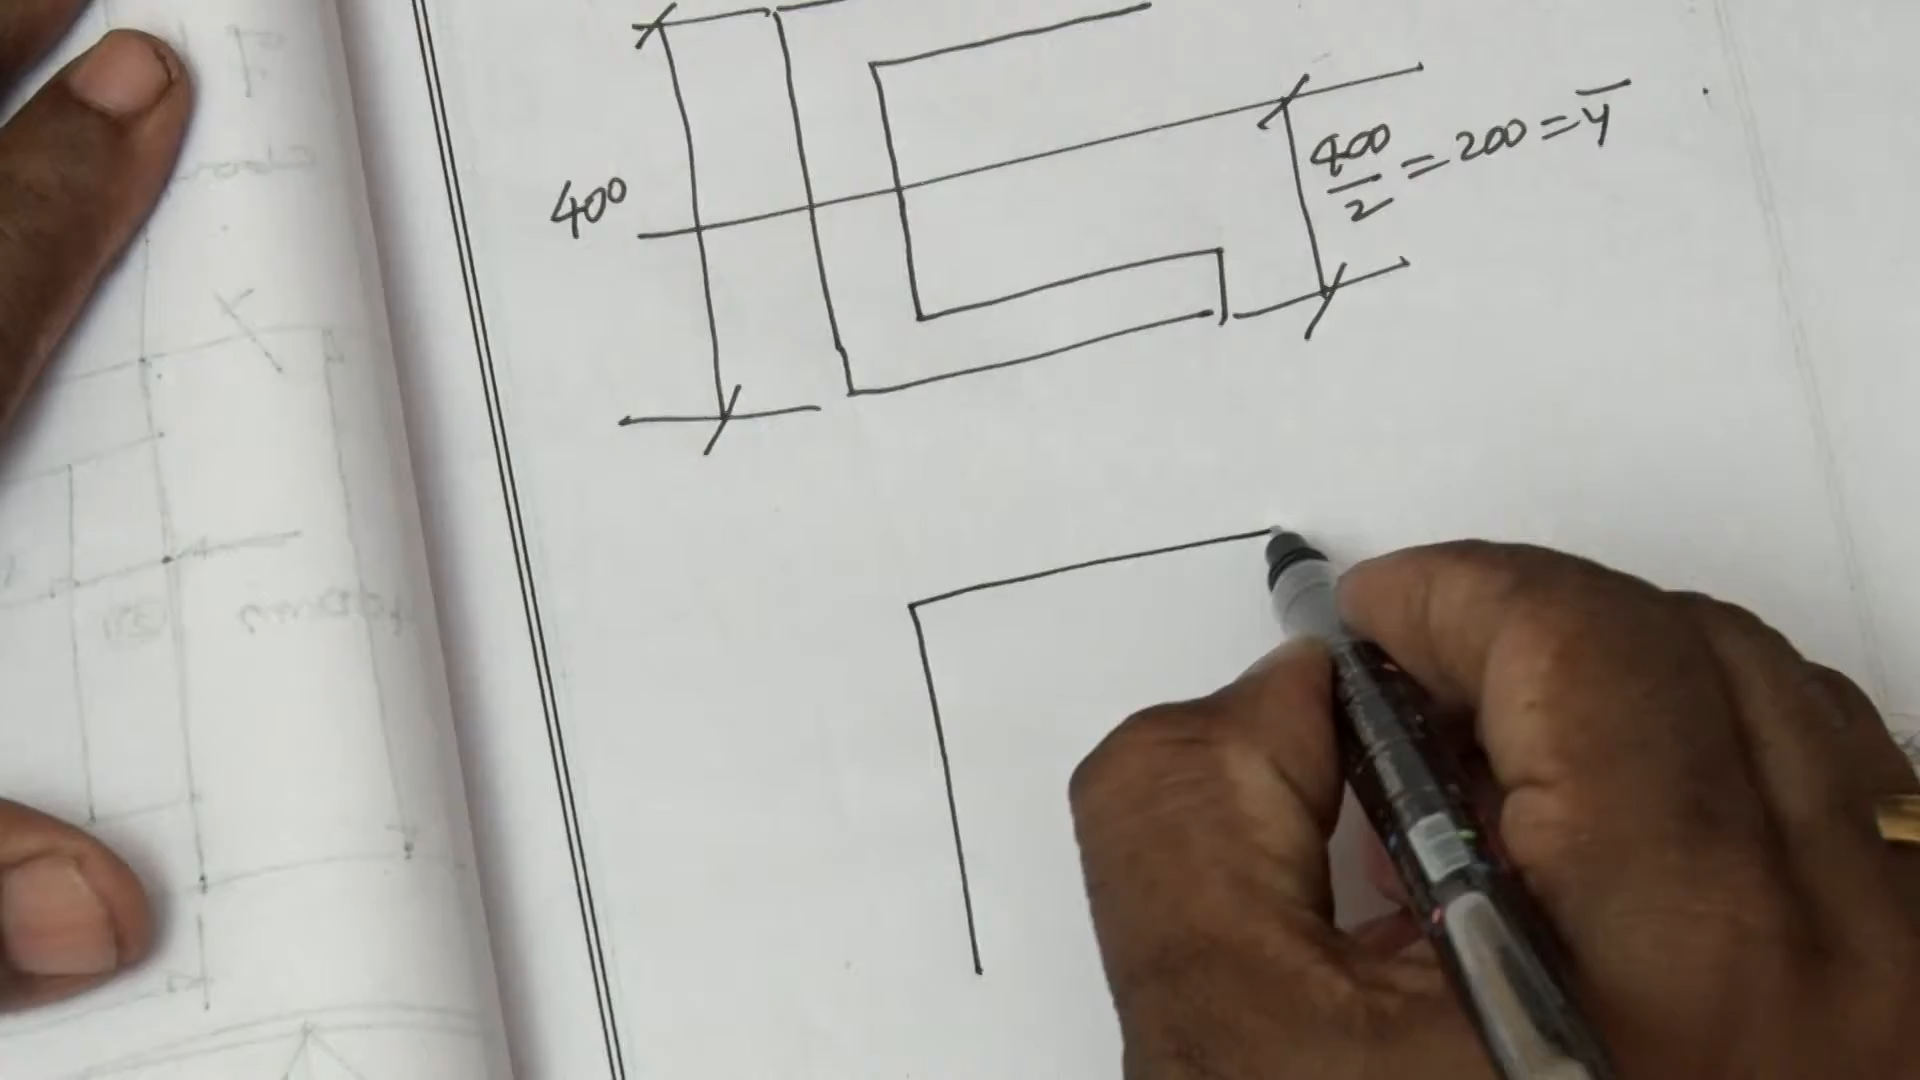 400
400/2 = 200 = y̅